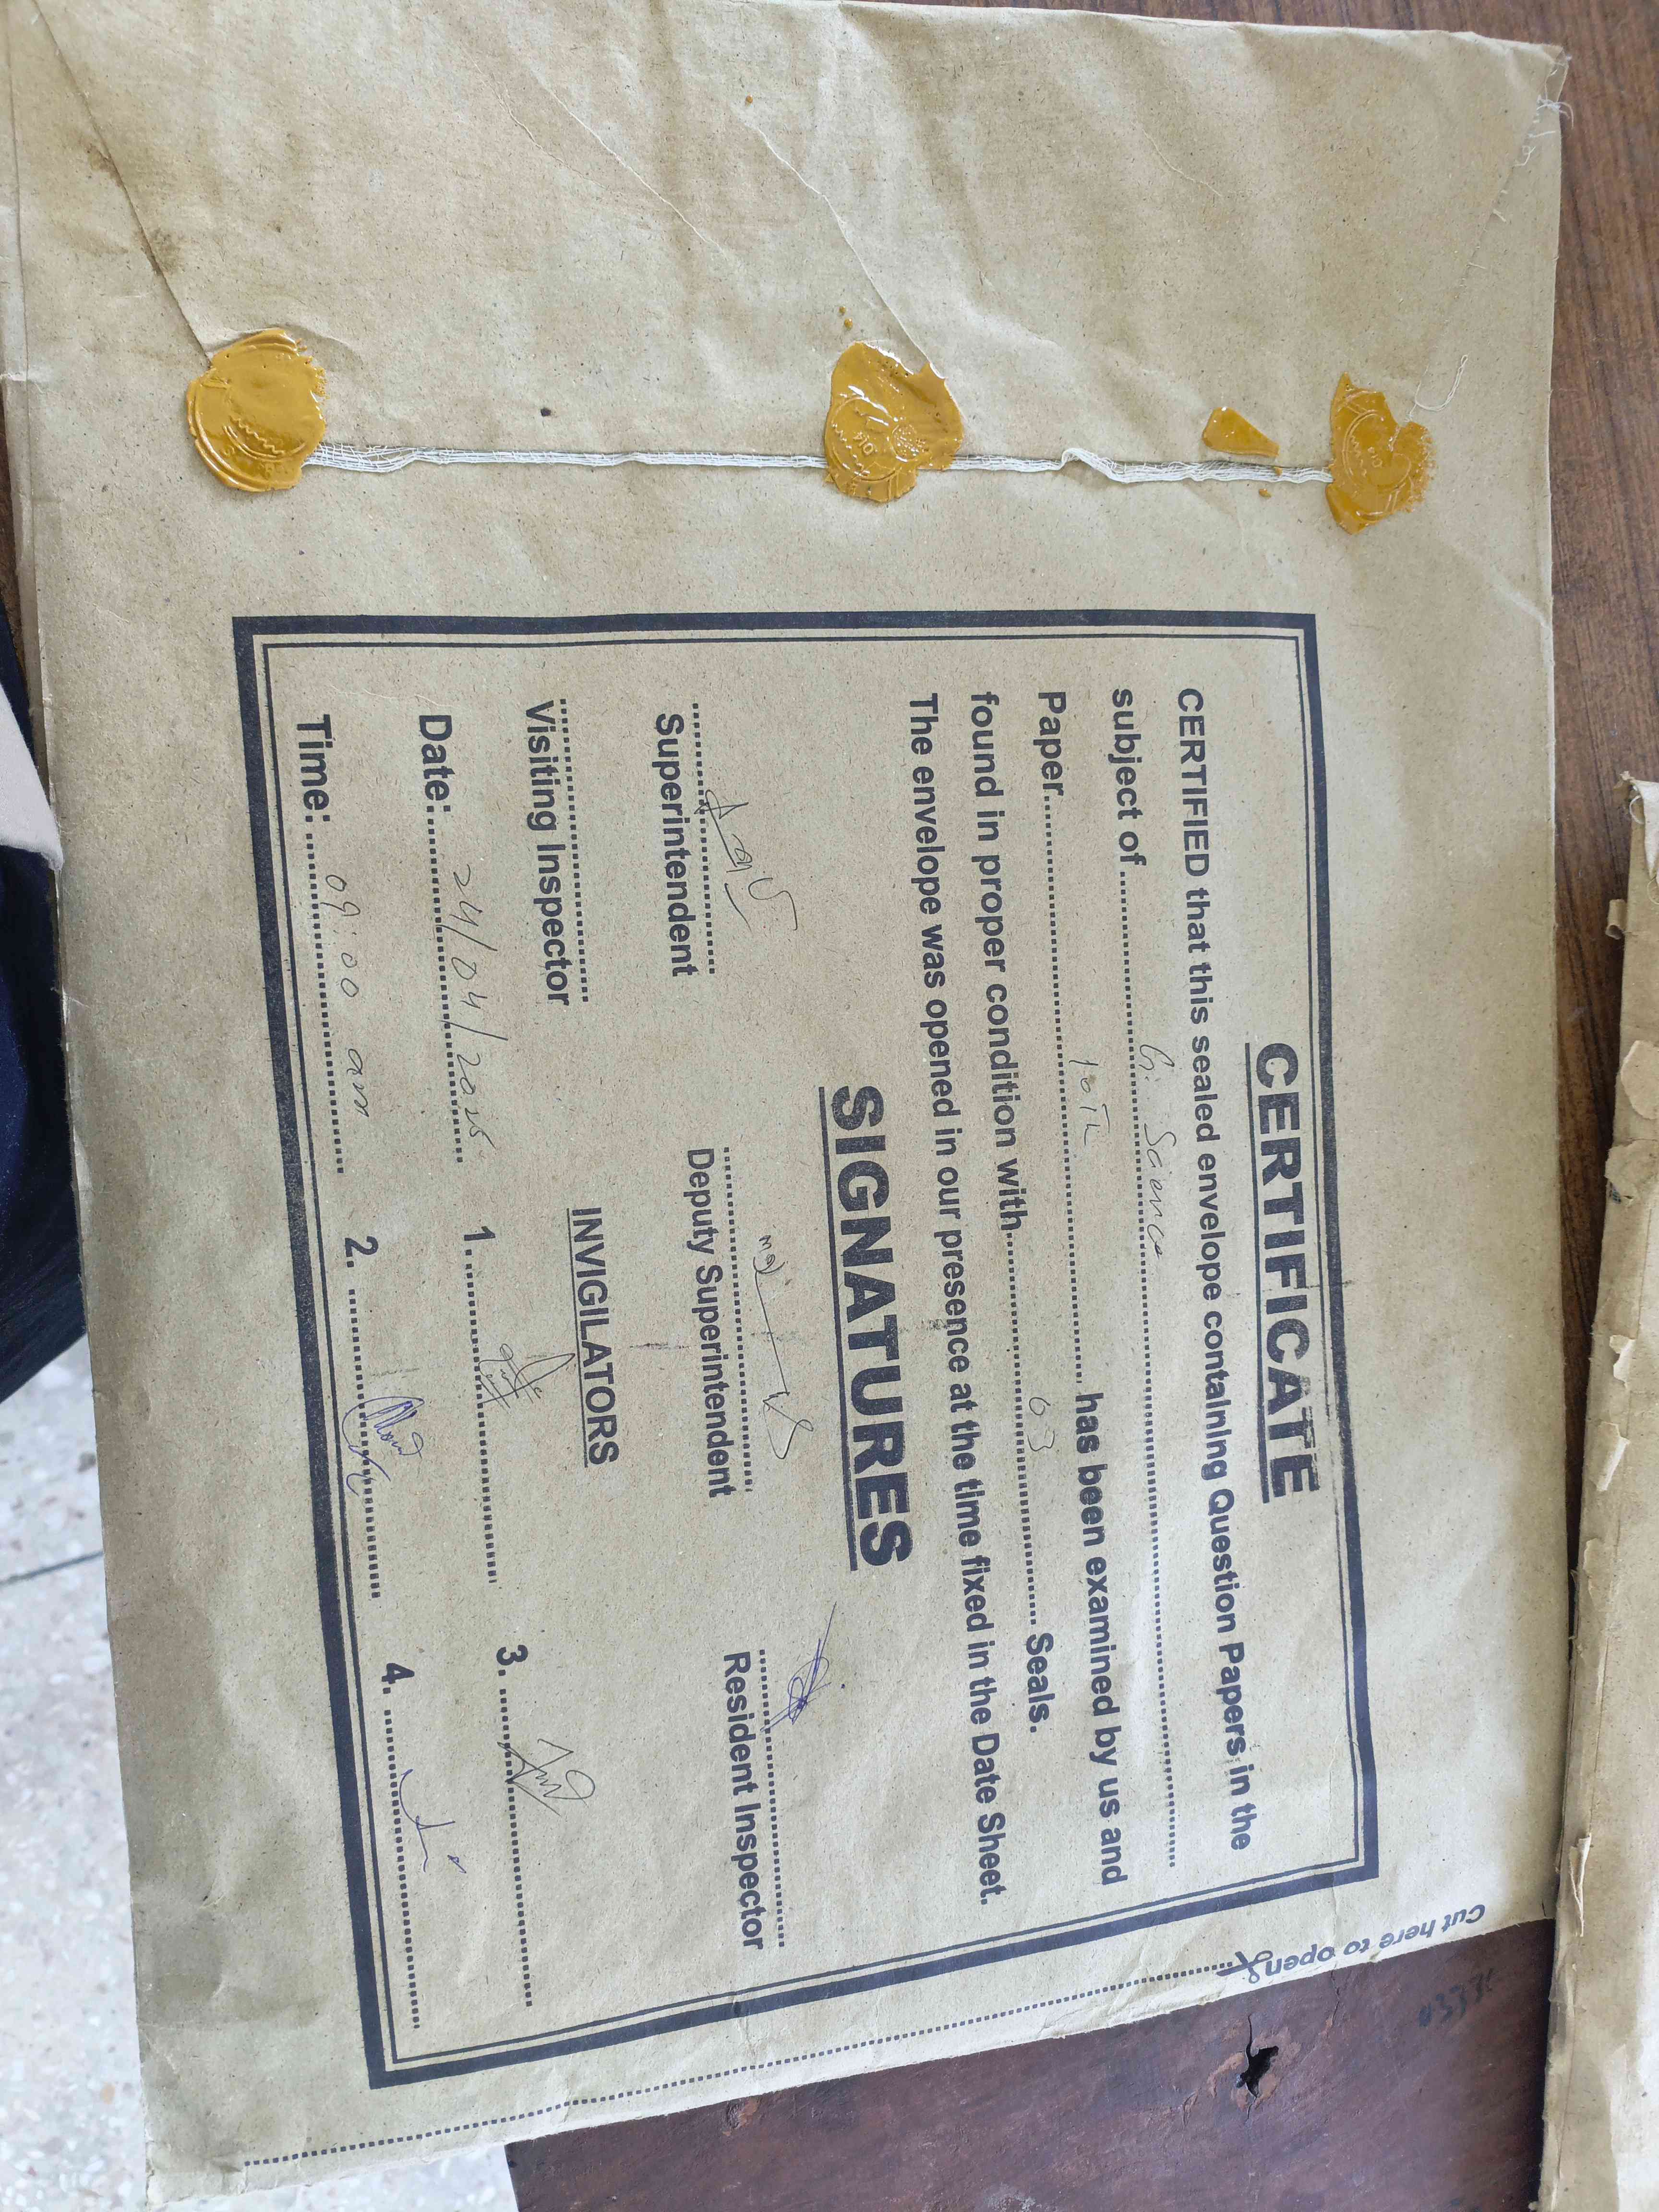 CERTIFICATE
CERTIFIED that this sealed envelope containing Question Papers in the
subject of ........ G. Science ........
Paper........ 10th ........ has been examined by us and
found in proper condition with........ 03 ........ Seals.
The envelope was opened in our presence at the time fixed in the Date Sheet.
SIGNATURES
Superintendent Deputy Superintendent Resident Inspector
Visiting Inspector
INVIGILATORS
Date:........ 24/04/2025 ........ 1. ........ 3. ........
Time: ........ 09:00 am ........ 2. ........ 4. ........
Cut here to open